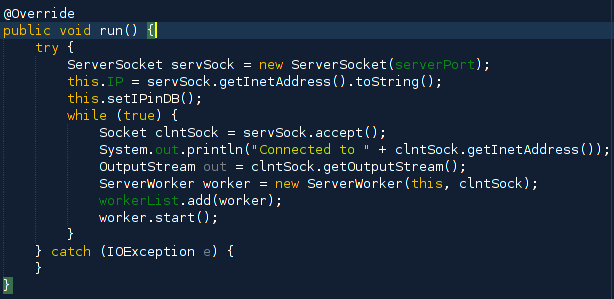 @Override
public void run() {
    try {
        ServerSocket servSock = new ServerSocket(serverPort);
        this.IP = servSock.getInetAddress().toString();
        this.setIPinDB();
        while (true) {
            Socket clntSock = servSock.accept();
            System.out.println("Connected to " + clntSock.getInetAddress());
            OutputStream out = clntSock.getOutputStream();
            ServerWorker worker = new ServerWorker(this, clntSock);
            workerList.add(worker);
            worker.start();
        }
    } catch (IOException e) {
    }
}